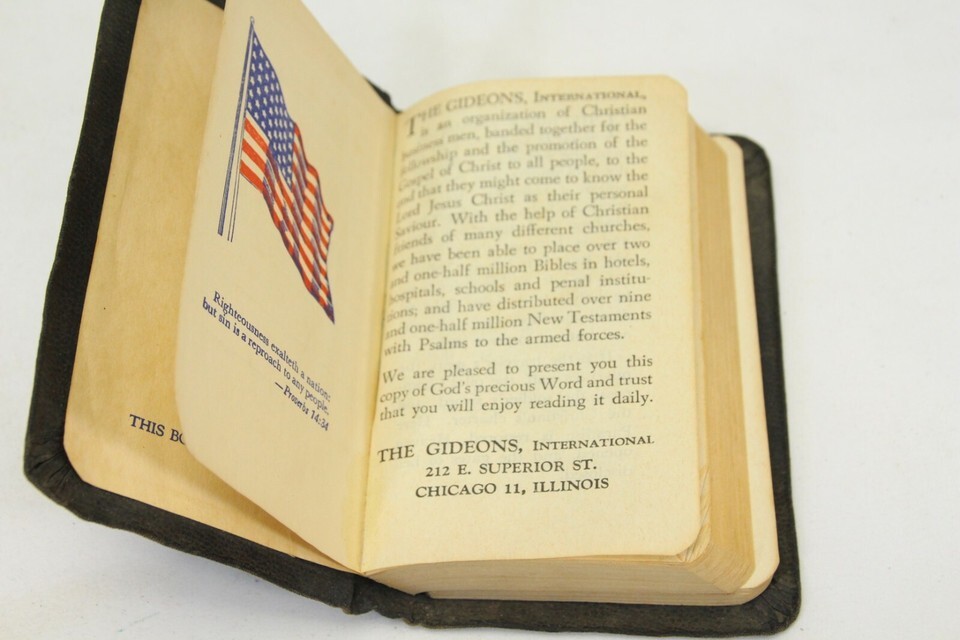 Righteousness exalteth a nation:
but sin is a reproach to any people.
—Proverbs 14:34
THIS
THE GIDEONS, INTERNATIONAL,
is an organization of Christian
business men, banded together for the
fellowship and the promotion of the
Gospel of Christ to all people, to the
end that they might come to know the
Lord Jesus Christ as their personal
Saviour. With the help of Christian
friends of many different churches,
we have been able to place over two
and one-half million Bibles in hotels,
hospitals, schools and penal institu-
tions; and have distributed over nine
and one-half million New Testaments
with Psalms to the armed forces.
We are pleased to present you this
copy of God's precious Word and trust
that you will enjoy reading it daily.
THE GIDEONS, INTERNATIONAL
212 E. SUPERIOR ST.
CHICAGO 11, ILLINOIS